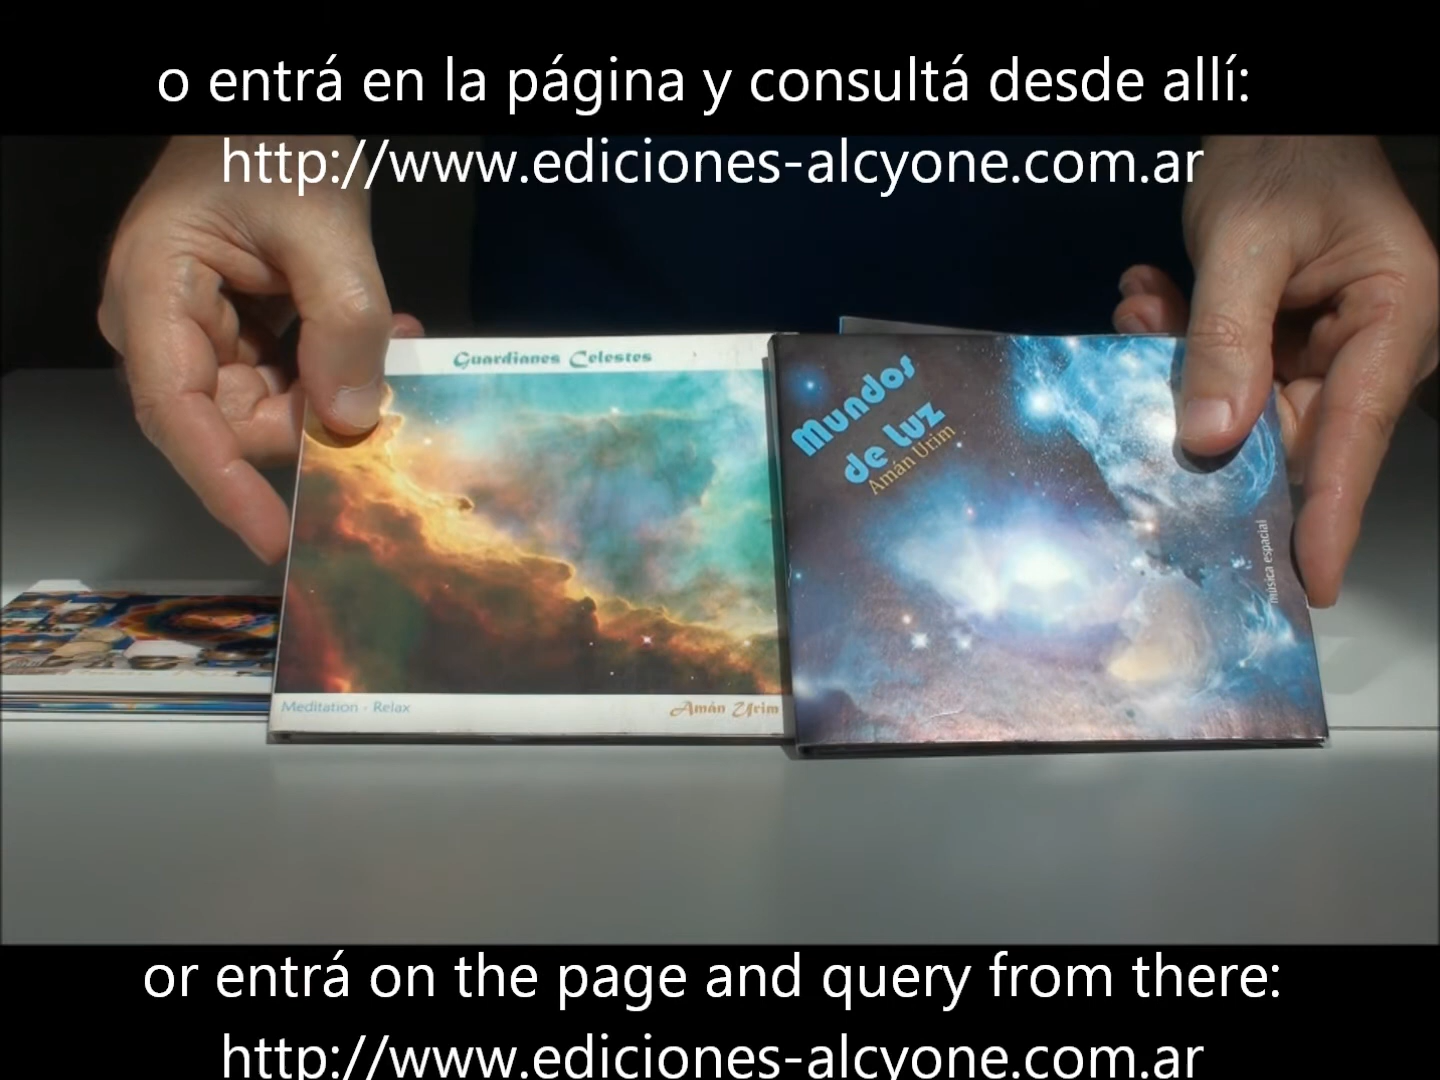 o entrá en la página y consultá desde allí:
http://www.ediciones-alcyone.com.ar
Guardianes Celestes
Meditation - Relax
Amán Urim
Mundos
de Luz
Amán Urim
música espacial
or entrá on the page and query from there:
http://www.ediciones-alcyone.com.ar